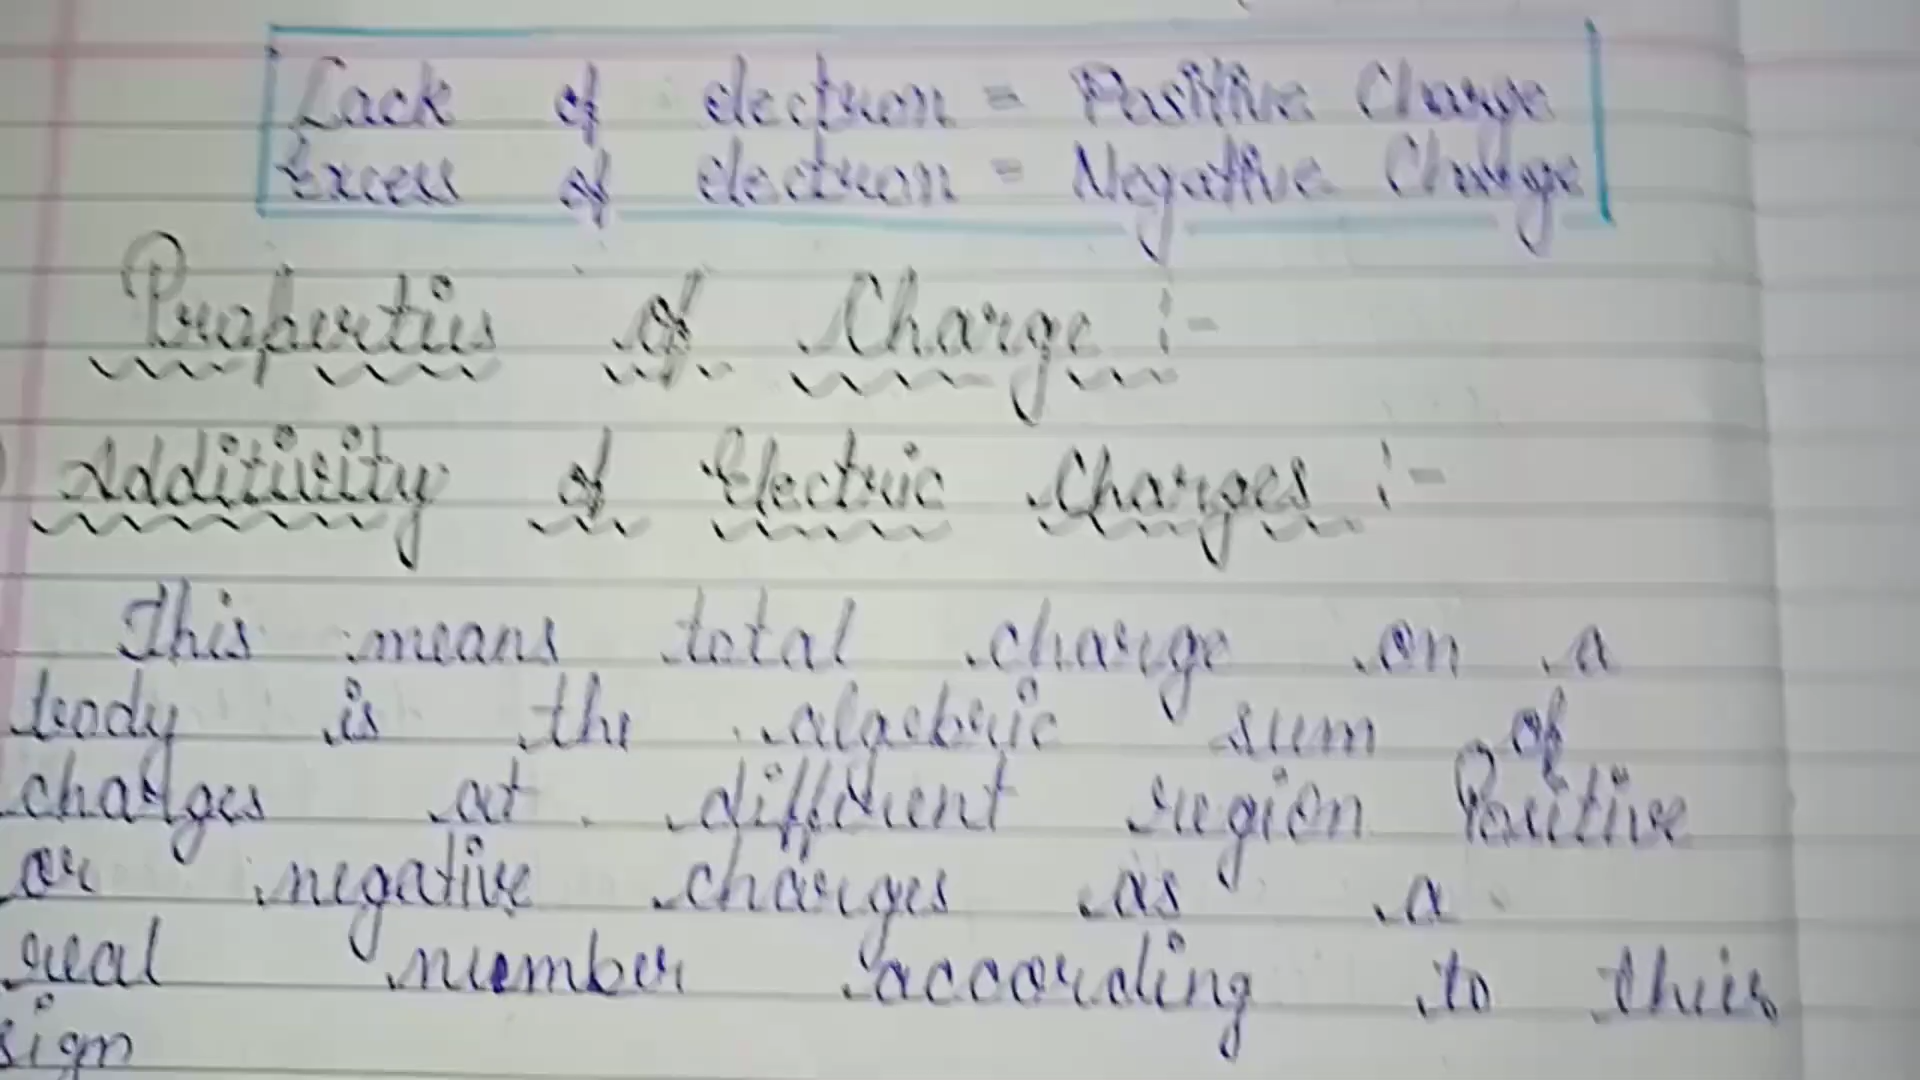 Lack of electron = Positive Charge
Excess of electron = Negative Charge
Properties of Charge :-
) Additivity of Electric Charges :-
This means total charge on a
body is the algebric sum of
charges at different region Positive
or negative charges as a
real number according to their
sign